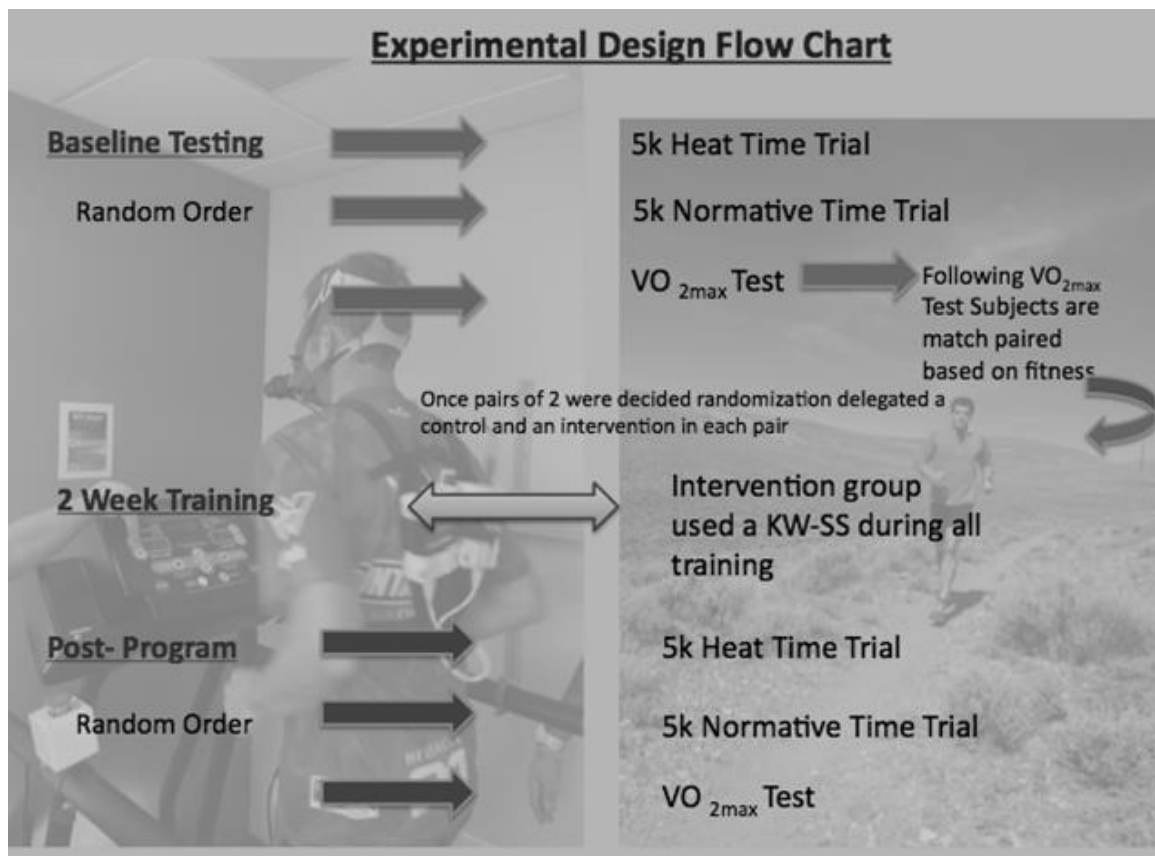 Experimental Design Flow Chart
Baseline Testing
5k Heat Time Trial
Random Order
5k Normative Time Trial
VO 2max Test
Following VO2max
Test Subjects are
match paired
based on fitness
Once pairs of 2 were decided randomization delegated a
control and an intervention in each pair
2 Week Training
Intervention group
used a KW-SS during all
training
Post- Program
5k Heat Time Trial
Random Order
5k Normative Time Trial
VO 2max Test